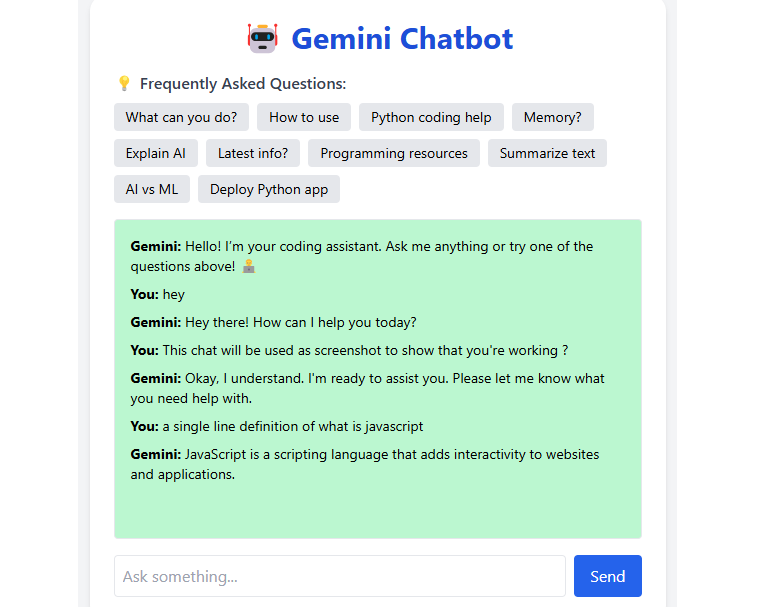 Gemini Chatbot
Frequently Asked Questions:
What can you do? How to use Python coding help Memory?
Explain AI Latest info? Programming resources Summarize text
AI vs ML Deploy Python app
Gemini: Hello! I'm your coding assistant. Ask me anything or try one of the
questions above!
You: hey
Gemini: Hey there! How can I help you today?
You: This chat will be used as screenshot to show that you're working ?
Gemini: Okay, I understand. I'm ready to assist you. Please let me know what
you need help with.
You: a single line definition of what is javascript
Gemini: JavaScript is a scripting language that adds interactivity to websites
and applications.
Ask something... Send